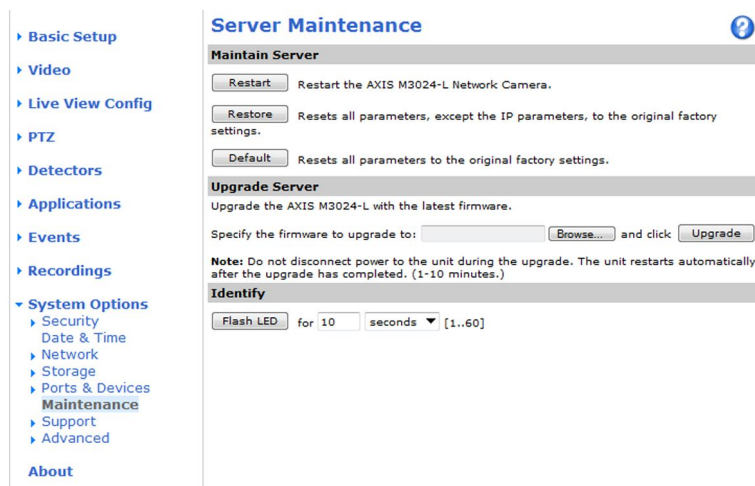 Basic Setup
Video
Live View Config
PTZ
Detectors
Applications
Events
Recordings
System Options
Security
Date & Time
Network
Storage
Ports & Devices
Maintenance
Support
Advanced
About
Server Maintenance
?
Maintain Server
Restart Restart the AXIS M3024-L Network Camera.
Restore Resets all parameters, except the IP parameters, to the original factory
settings.
Default Resets all parameters to the original factory settings.
Upgrade Server
Upgrade the AXIS M3024-L with the latest firmware.
Specify the firmware to upgrade to: Browse... and click Upgrade
Note: Do not disconnect power to the unit during the upgrade. The unit restarts automatically
after the upgrade has completed. (1-10 minutes.)
Identify
Flash LED for 10 seconds [1..60]